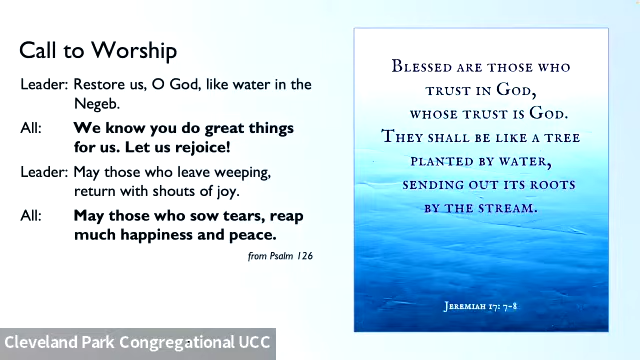 Call to Worship
Leader: Restore us, O God, like water in the
Negeb.
All: We know you do great things
for us. Let us rejoice!
Leader: May those who leave weeping,
return with shouts of joy.
All: May those who sow tears, reap
much happiness and peace.
from Psalm 126
Blessed are those who
trust in God,
whose trust is God.
They shall be like a tree
planted by water,
sending out its roots
by the stream.
Jeremiah 17: 7-8
Cleveland Park Congregational UCC